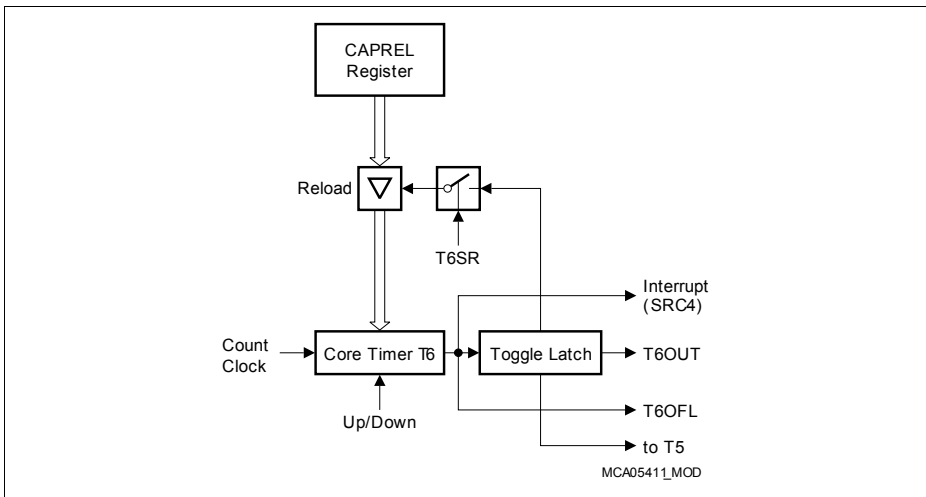 CAPREL
Register
Reload
T6SR
Interrupt
(SRC4)
Count
Clock
Core Timer T6
Toggle Latch
T6OUT
Up/Down
T6OFL
to T5
MCA05411_MOD